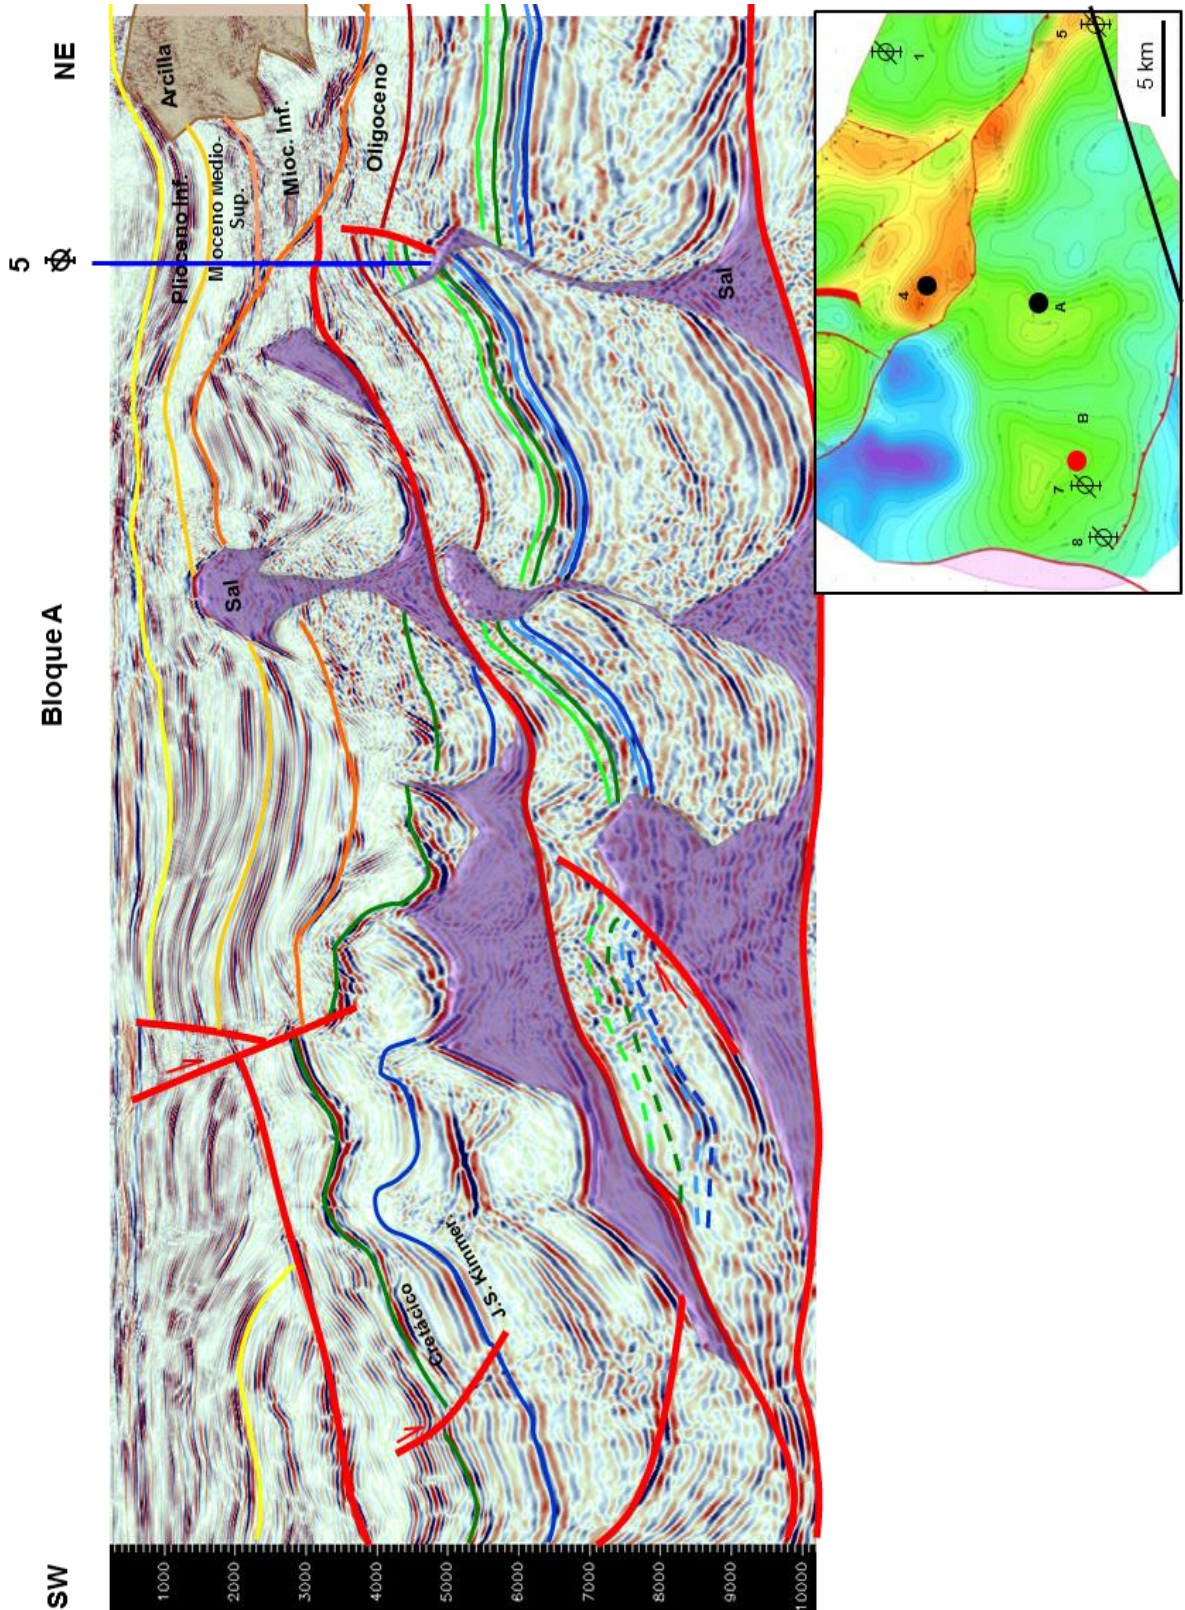 SW
Bloque A
NE
5
Arcilla
Plioceno Inf.
Mioceno Medio-
Sup.
Mioc. Inf.
Oligoceno
Sal
Sal
Cretácico
J.S. Kimmer.
1000
2000
3000
4000
5000
6000
7000
8000
9000
10000
1
5
4
A
B
7
8
5 km